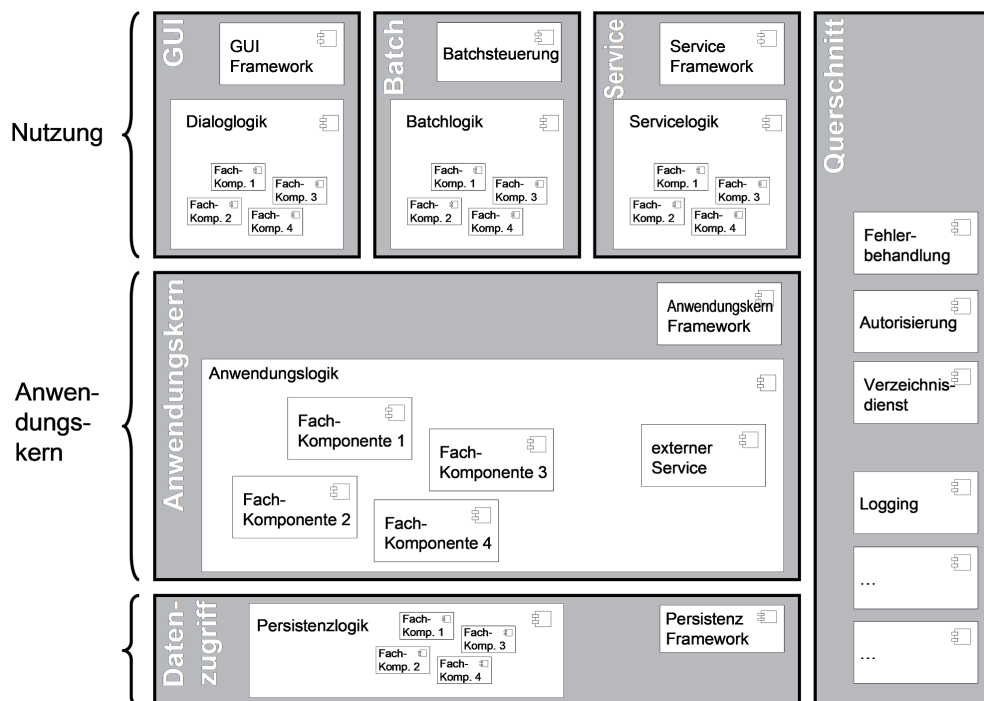 Nutzung
GUI
GUI
Framework
Dialoglogik
Fach-
Komp. 1
Fach-
Komp. 3
Fach-
Komp. 2
Fach-
Komp. 4
Batch
Batchsteuerung
Batchlogik
Fach-
Komp. 1
Fach-
Komp. 3
Fach-
Komp. 2
Fach-
Komp. 4
Service
Service
Framework
Servicelogik
Fach-
Komp. 1
Fach-
Komp. 3
Fach-
Komp. 2
Fach-
Komp. 4
Anwen-
dungs-
kern
Anwendungskern
Anwendungskern
Framework
Anwendungslogik
Fach-
Komponente 1
Fach-
Komponente 3
Fach-
Komponente 2
Fach-
Komponente 4
externer
Service
Daten-
zugriff
Persistenzlogik
Fach-
Komp. 1
Fach-
Komp. 3
Fach-
Komp. 2
Fach-
Komp. 4
Persistenz
Framework
Querschnitt
Fehler-
behandlung
Autorisierung
Verzeichnis-
dienst
Logging
...
...